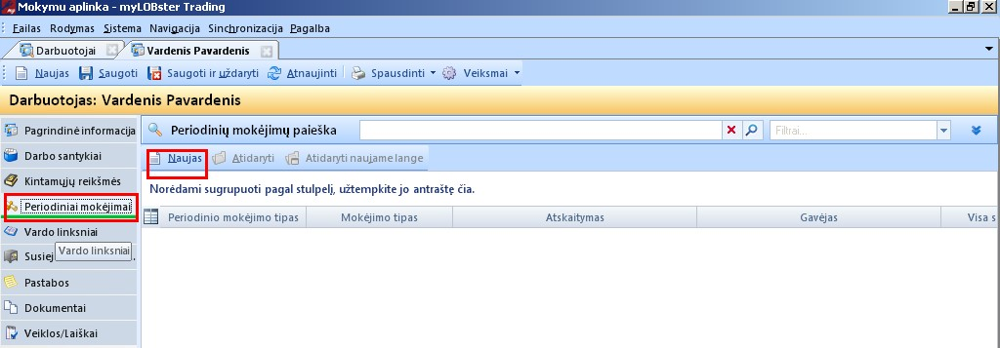 Mokymu aplinka - myLOBster Trading
Failas Rodymas Sistema Navigacija Sinchronizacija Pagalba
Darbuotojai Vardenis Pavardenis
Naujas Saugoti Saugoti ir uždaryti Atnaujinti Spausdinti Veiksmai
Darbuotojas: Vardenis Pavardenis
Pagrindinė informacija
Darbo santykiai
Kintamųjų reikšmės
Periodiniai mokėjimai
Vardo linksniai
Susiej
Vardo linksniai
Pastabos
Dokumentai
Veiklos/Laiškai
Periodinių mokėjimų paieška
Filtrai...
Naujas Atidaryti Atidaryti naujame lange
Norėdami sugrupuoti pagal stulpelį, užtempkite jo antraštę čia.
Periodinio mokėjimo tipas Mokėjimo tipas Atskaitymas Gavėjas Visa s